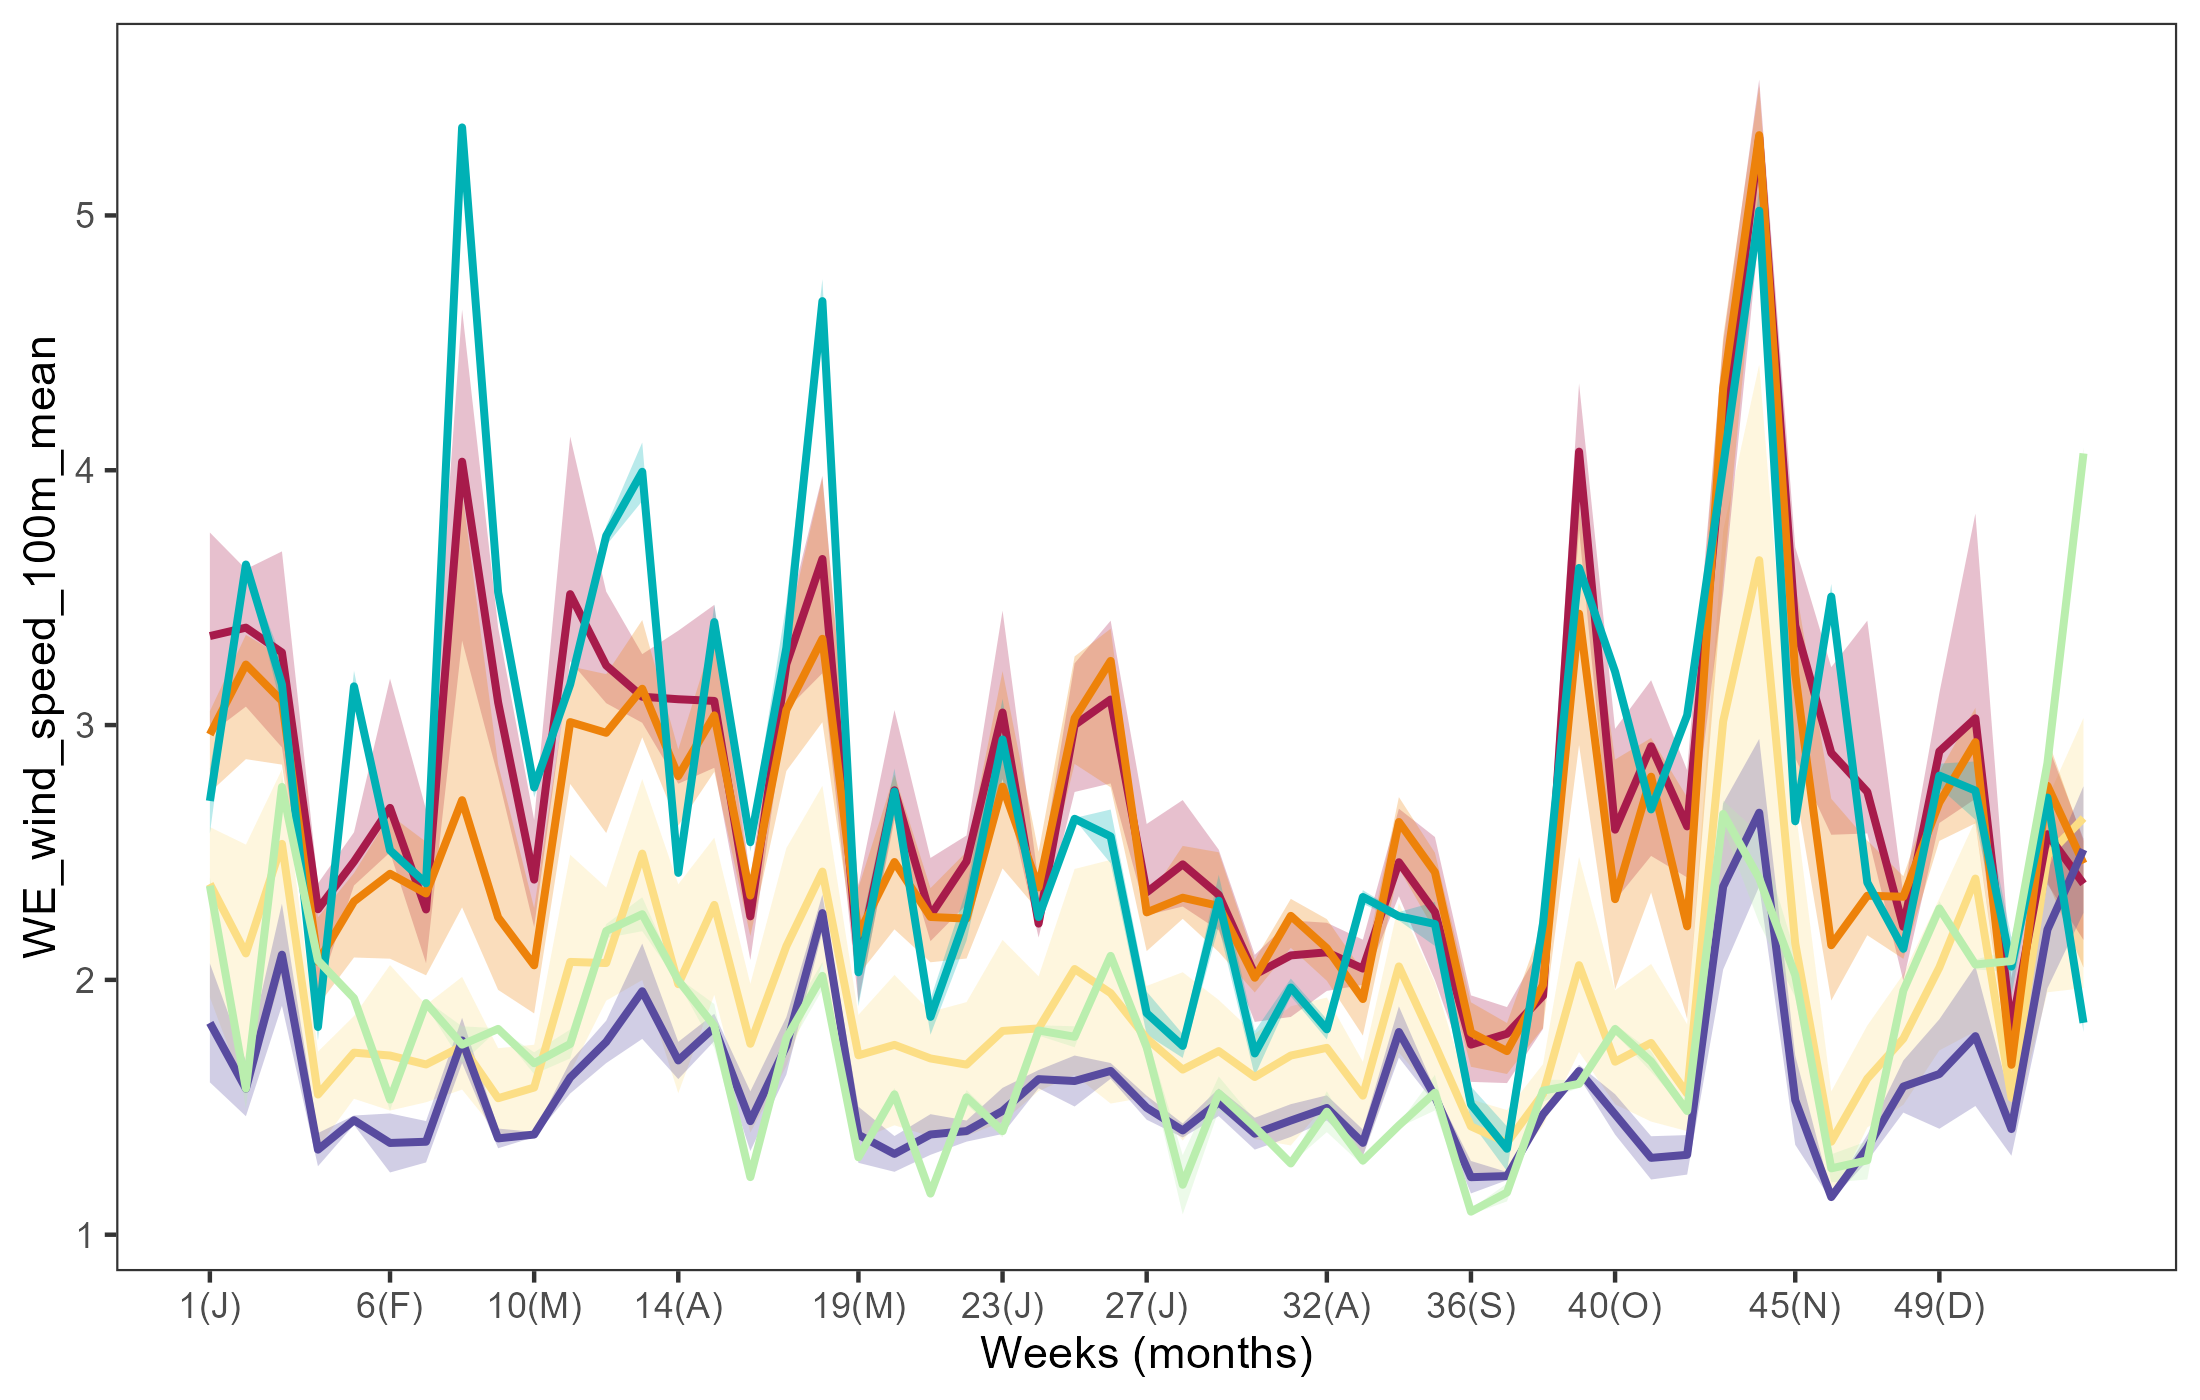 WE_wind_speed_100m_mean
5
4
3
2
1
1(J) 6(F) 10(M) 14(A) 19(M) 23(J) 27(J) 32(A) 36(S) 40(O) 45(N) 49(D)
Weeks (months)